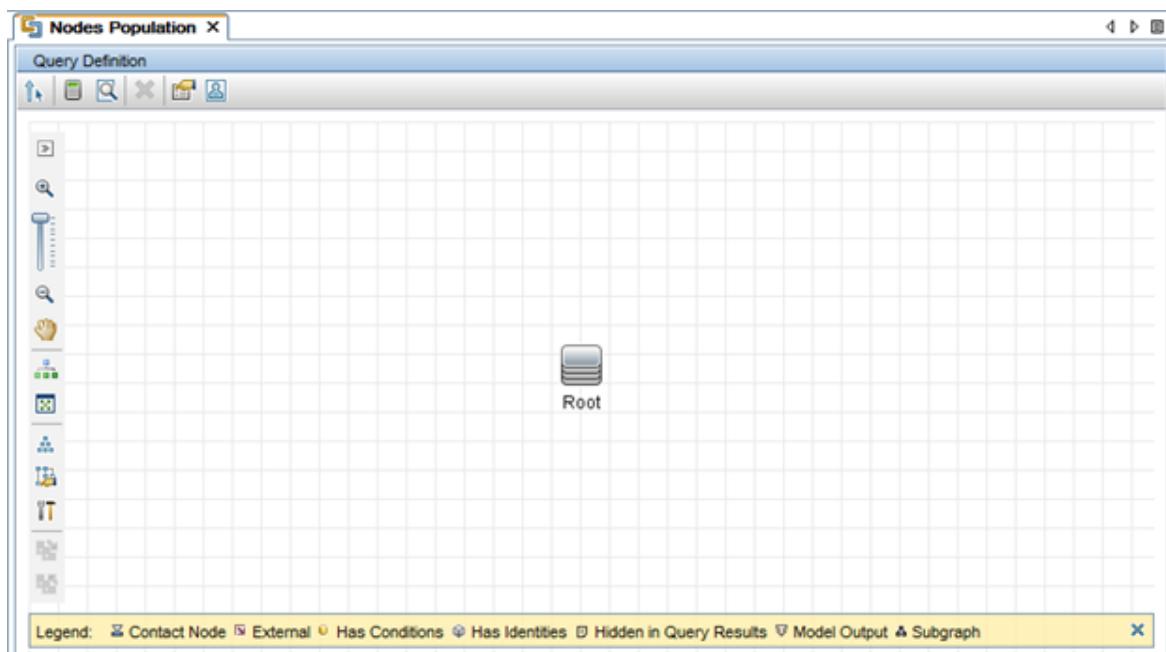 Nodes Population
Query Definition
Root
Legend: Contact Node External Has Conditions Has Identities Hidden in Query Results Model Output Subgraph